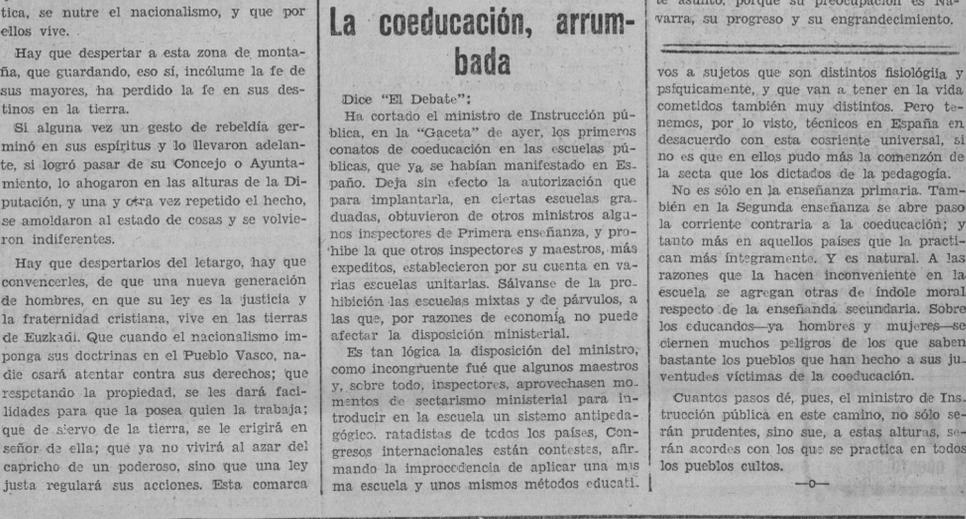 tica, se nutre el nacionalismo, y que por
ellos vive.
Hay que despertar a esta zona de monta-
ña, que guardando, eso sí, incólume la fe de
sus mayores, ha perdido la fe en sus des-
tinos en la tierra.
Si alguna vez un gesto de rebeldía ger-
minó en sus espíritus y lo llevaron adelan-
te, si logró pasar de su Concejo o Ayunta-
miento, lo ahogaron en las alturas de la Di-
putación, y una y otra vez repetido el hecho,
se amoldaron al estado de cosas y se volvie-
ron indiferentes.
Hay que despertarlos del letargo, hay que
convencerles, de que una nueva generación
de hombres, en que su ley es la justicia y
la fraternidad cristiana, vive en las tierras
de Euzkadi. Que cuando el nacionalismo im-
ponga sus doctrinas en el Pueblo Vasco, na-
die osará atentar contra sus derechos; que
respetando la propiedad, se les dará faci-
lidades para que la posea quien la trabaja;
que de siervo de la tierra, se le erigirá en
señor de ella; que ya no vivirá al azar del
capricho de un poderoso, sino que una ley
justa regulará sus acciones. Esta comarca
La coeducación, arrum-
bada
Dice "El Debate":
Ha cortado el ministro de Instrucción pú-
blica, en la "Gaceta" de ayer, los primeros
conatos de coeducación en las escuelas pú-
blicas, que ya se habían manifestado en Es-
paño. Deja sin efecto la autorización que
para implantarla, en ciertas escuelas gra-
duadas, obtuvieron de otros ministros algu-
nos inspectores de Primera enseñanza, y pro-
hibe la que otros inspectores y maestros, más
expeditos, establecieron por su cuenta en va-
rias escuelas unitarias. Sálvanse de la pro-
hibición las escuelas mixtas y de párvulos, a
las que, por razones de economía no puede
afectar la disposición ministerial.
Es tan lógica la disposición del ministro,
como incongruente fué que algunos maestros
y, sobre todo, inspectores, aprovechasen mo-
mentos de sectarismo ministerial para in-
troducir en la escuela un sistemo antipeda-
gógico. ratadistas de todos los países, Con-
gresos internacionales están contestes, afir-
mando la improcedencia de aplicar una mis
ma escuela y unos mismos métodos educati-
te asunto, porque su preocupación es Na-
varra, su progreso y su engrandecimiento.
vos a sujetos que son distintos fisiológila y
psíquicamente, y que van a tener en la vida
cometidos también muy distintos. Pero te-
nemos, por lo visto, técnicos en España en
desacuerdo con esta cosriente universal, si
no es que en ellos pudo más la comenzón de
la secta que los dictados de la pedagogía.
No es sólo en la enseñanza primaria. Tam-
bién en la Segunda enseñanza se abre paso
la corriente contraria a la coeducación; y
tanto más en aquellos países que la practi-
can más íntegramente. Y es natural. A las
razones que la hacen inconveniente en la
escuela se agregan otras de índole moral
respecto de la enseñanda secundaria. Sobre
los educandos—ya hombres y mujeres—se
ciernen muchos peligros de los que saben
bastante los pueblos que han hecho a sus ju-
ventudes víctimas de la coeducación.
Cuantos pasos dé, pues, el ministro de Ins-
trucción pública en este camino, no sólo se-
rán prudentes, sino sue, a estas alturas, se-
rán acordes con los que se practica en todos
los pueblos cultos.
—o—